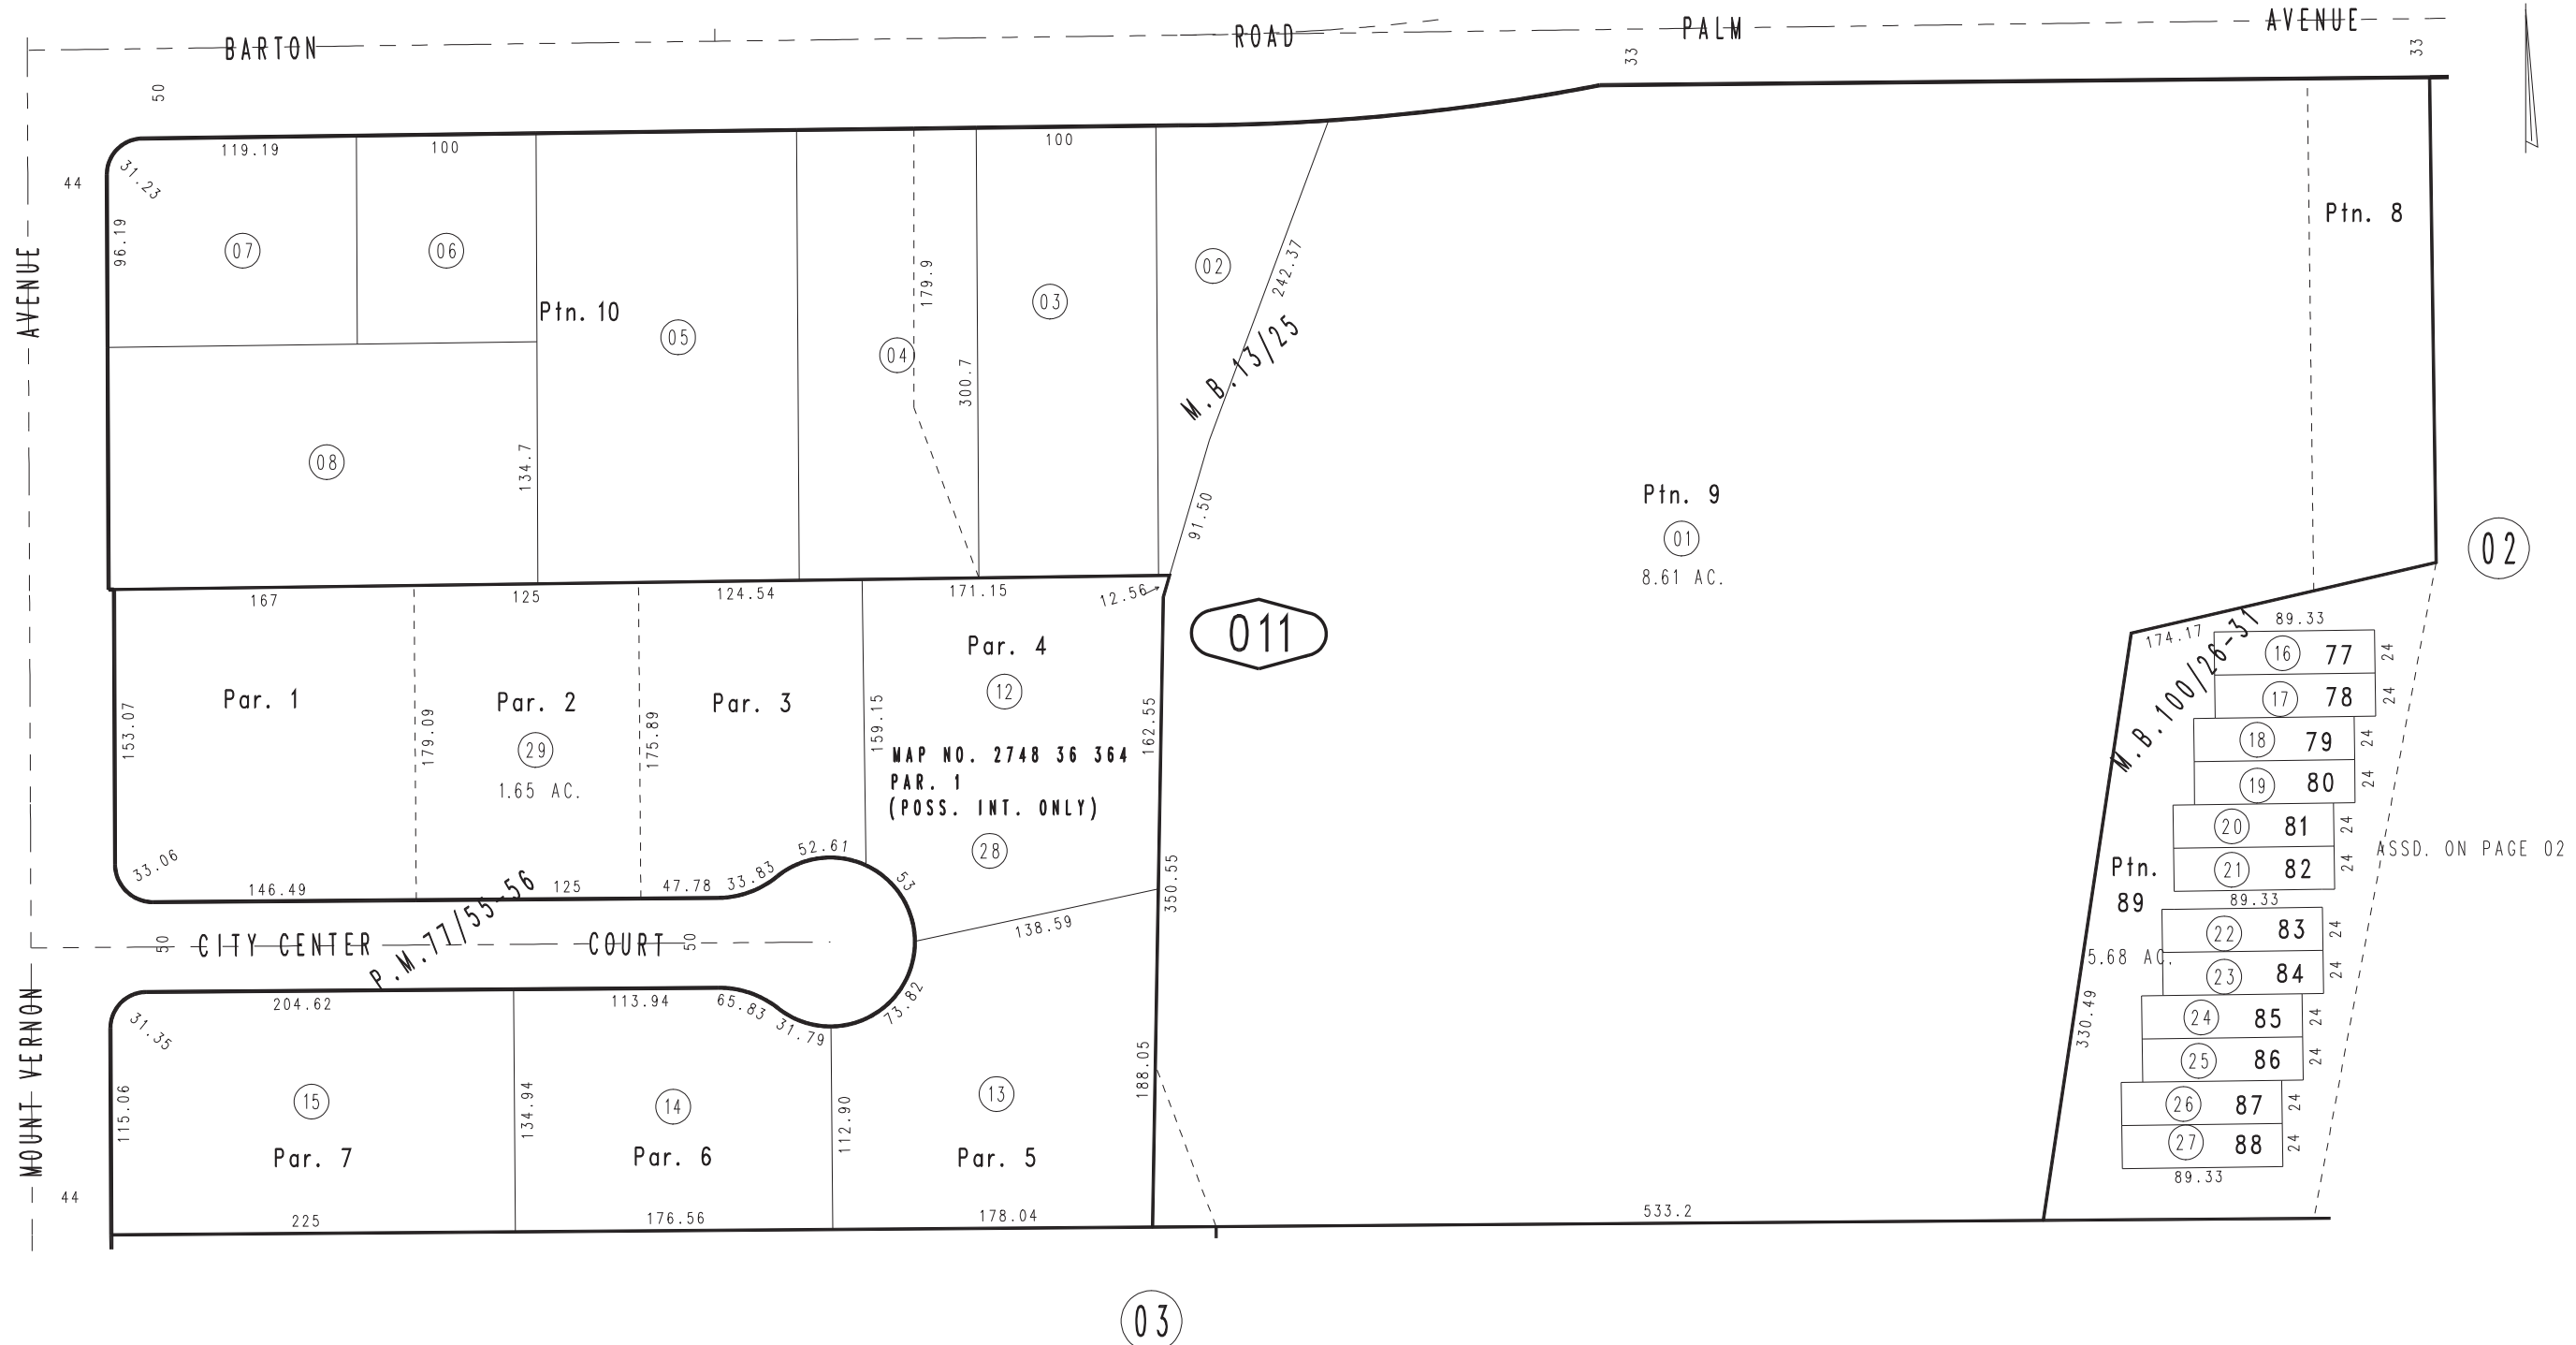 BARTON ROAD PALM AVENUE
50
33
33
119.19
100
100
31.23
44
96.19
AVENUE
07
06
Ptn. 10
05
04
179.9
300.7
03
02
242.37
M.B.13/25
91.50
08
134.7
Ptn. 8
Ptn. 9
01
8.61 AC.
02
167
125
124.54
171.15
12.56
011
Par. 1
Par. 2
29
1.65 AC.
Par. 3
Par. 4
12
MAP NO. 2748 36 364
PAR. 1
(POSS. INT. ONLY)
28
153.07
179.09
175.89
159.15
162.55
33.06
146.49
125
47.78
33.83
52.61
53
350.55
138.59
P.M.77/55-56
50
CITY CENTER COURT
50
MOUNT VERNON
204.62
113.94
65.83
31.79
73.82
31.35
115.06
15
Par. 7
134.94
14
Par. 6
112.90
13
Par. 5
188.05
44
225
176.56
178.04
533.2
174.17
M.B.100/26-31
89.33
16 77 24
17 78 24
18 79 24
19 80 24
20 81 24
21 82 24
ASSD. ON PAGE 02
Ptn.
89
5.68 AC.
89.33
22 83 24
23 84 24
24 85 24
25 86 24
26 87 24
27 88 24
89.33
330.49
03